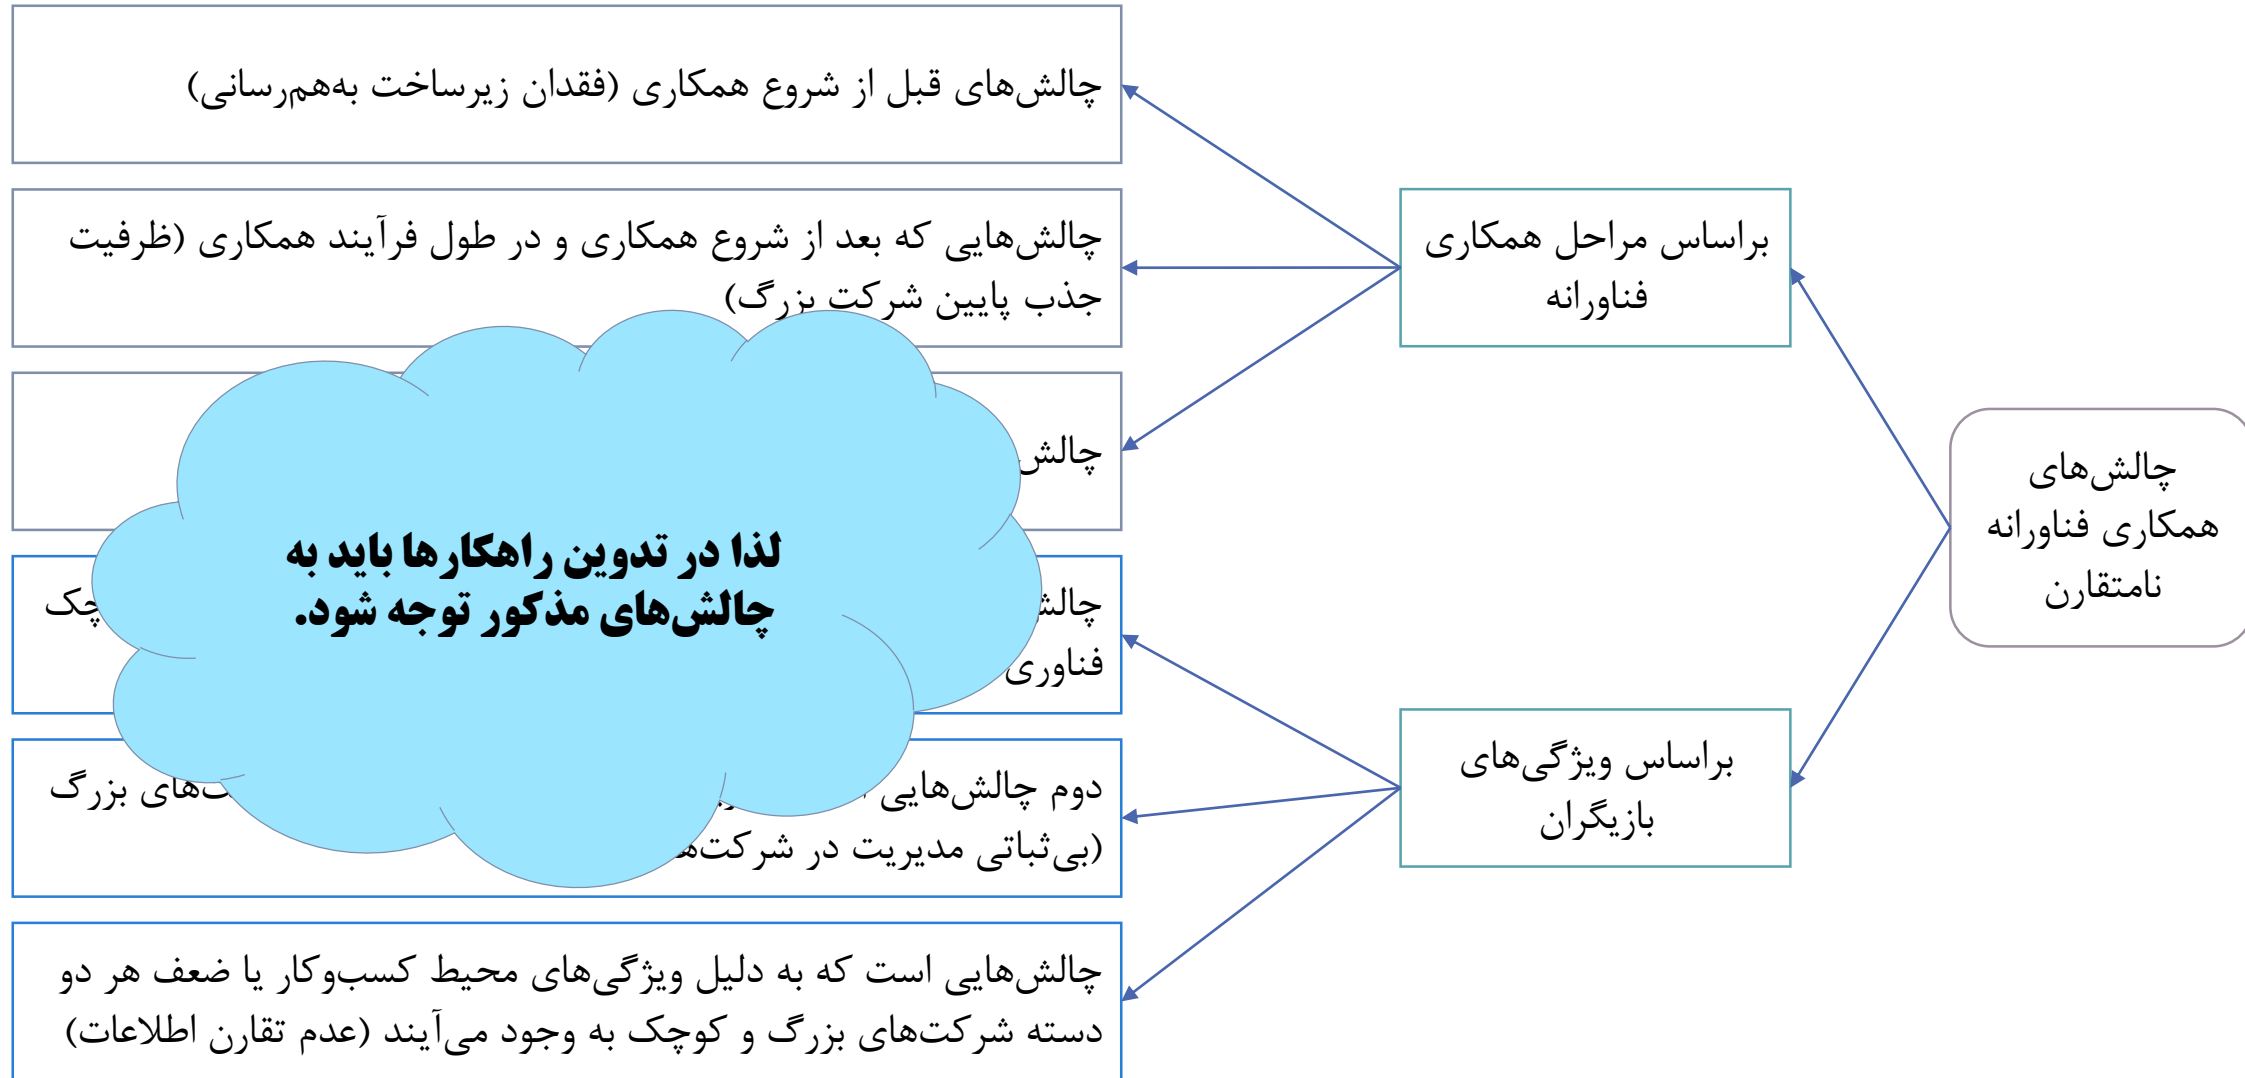 چالش‌های
همکاری فناورانه
نامتقارن
براساس مراحل همکاری
فناورانه
چالش‌های قبل از شروع همکاری (فقدان زیرساخت به‌هم‌رسانی)
چالش‌هایی که بعد از شروع همکاری و در طول فرآیند همکاری (ظرفیت
جذب پایین شرکت بزرگ)
براساس ویژگی‌های
بازیگران
فناوری
دوم چالش‌هایی بزرگ
(بی‌ثباتی مدیریت در
چالش‌هایی است که به دلیل ویژگی‌های محیط کسب‌وکار یا ضعف هر دو
دسته شرکت‌های بزرگ و کوچک به وجود می‌آیند (عدم تقارن اطلاعات)
لذا در تدوین راهکارها باید به
چالش‌های مذکور توجه شود.